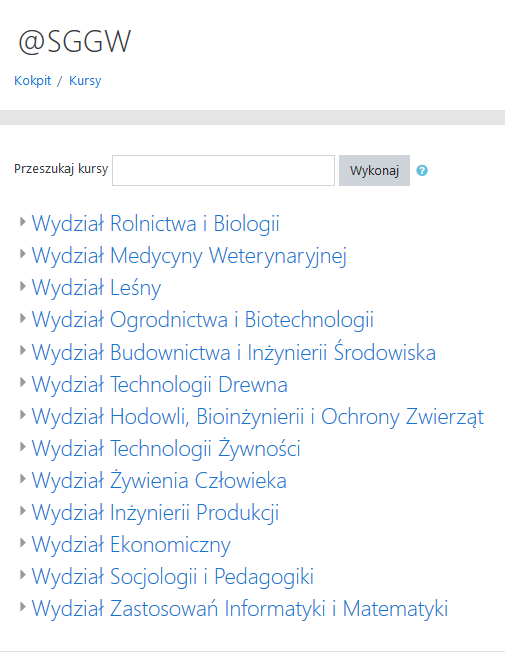 @SGGW
Kokpit / Kursy
Przeszukaj kursy Wykonaj ?
Wydział Rolnictwa i Biologii
Wydział Medycyny Weterynaryjnej
Wydział Leśny
Wydział Ogrodnictwa i Biotechnologii
Wydział Budownictwa i Inżynierii Środowiska
Wydział Technologii Drewna
Wydział Hodowli, Bioinżynierii i Ochrony Zwierząt
Wydział Technologii Żywności
Wydział Żywienia Człowieka
Wydział Inżynierii Produkcji
Wydział Ekonomiczny
Wydział Socjologii i Pedagogiki
Wydział Zastosowań Informatyki i Matematyki